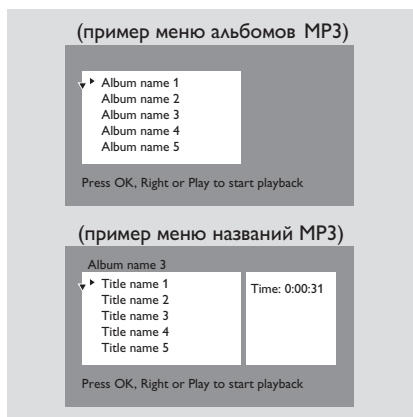 (пример меню альбомов MP3)
Album name 1
Album name 2
Album name 3
Album name 4
Album name 5
Press OK, Right or Play to start playback
(пример меню названий MP3)
Album name 3
Title name 1
Title name 2
Title name 3
Title name 4
Title name 5
Time: 0:00:31
Press OK, Right or Play to start playback